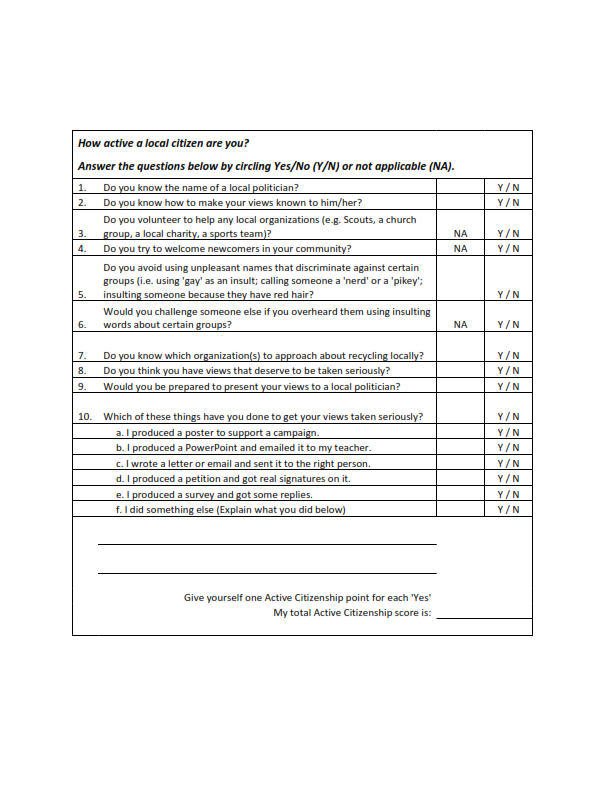 How active a local citizen are you?
Answer the questions below by circling Yes/No (Y/N) or not applicable (NA).
1. Do you know the name of a local politician? Y / N
2. Do you know how to make your views known to him/her? Y / N
Do you volunteer to help any local organizations (e.g. Scouts, a church
3. group, a local charity, a sports team)? NA Y / N
4. Do you try to welcome newcomers in your community? NA Y / N
Do you avoid using unpleasant names that discriminate against certain
groups (i.e. using 'gay' as an insult; calling someone a 'nerd' or a 'pikey';
5. insulting someone because they have red hair? Y / N
Would you challenge someone else if you overheard them using insulting
6. words about certain groups? NA Y / N
7. Do you know which organization(s) to approach about recycling locally? Y / N
8. Do you think you have views that deserve to be taken seriously? Y / N
9. Would you be prepared to present your views to a local politician? Y / N
10. Which of these things have you done to get your views taken seriously? Y / N
a. I produced a poster to support a campaign. Y / N
b. I produced a PowerPoint and emailed it to my teacher. Y / N
c. I wrote a letter or email and sent it to the right person. Y / N
d. I produced a petition and got real signatures on it. Y / N
e. I produced a survey and got some replies. Y / N
f. I did something else (Explain what you did below) Y / N
Give yourself one Active Citizenship point for each 'Yes'
My total Active Citizenship score is: